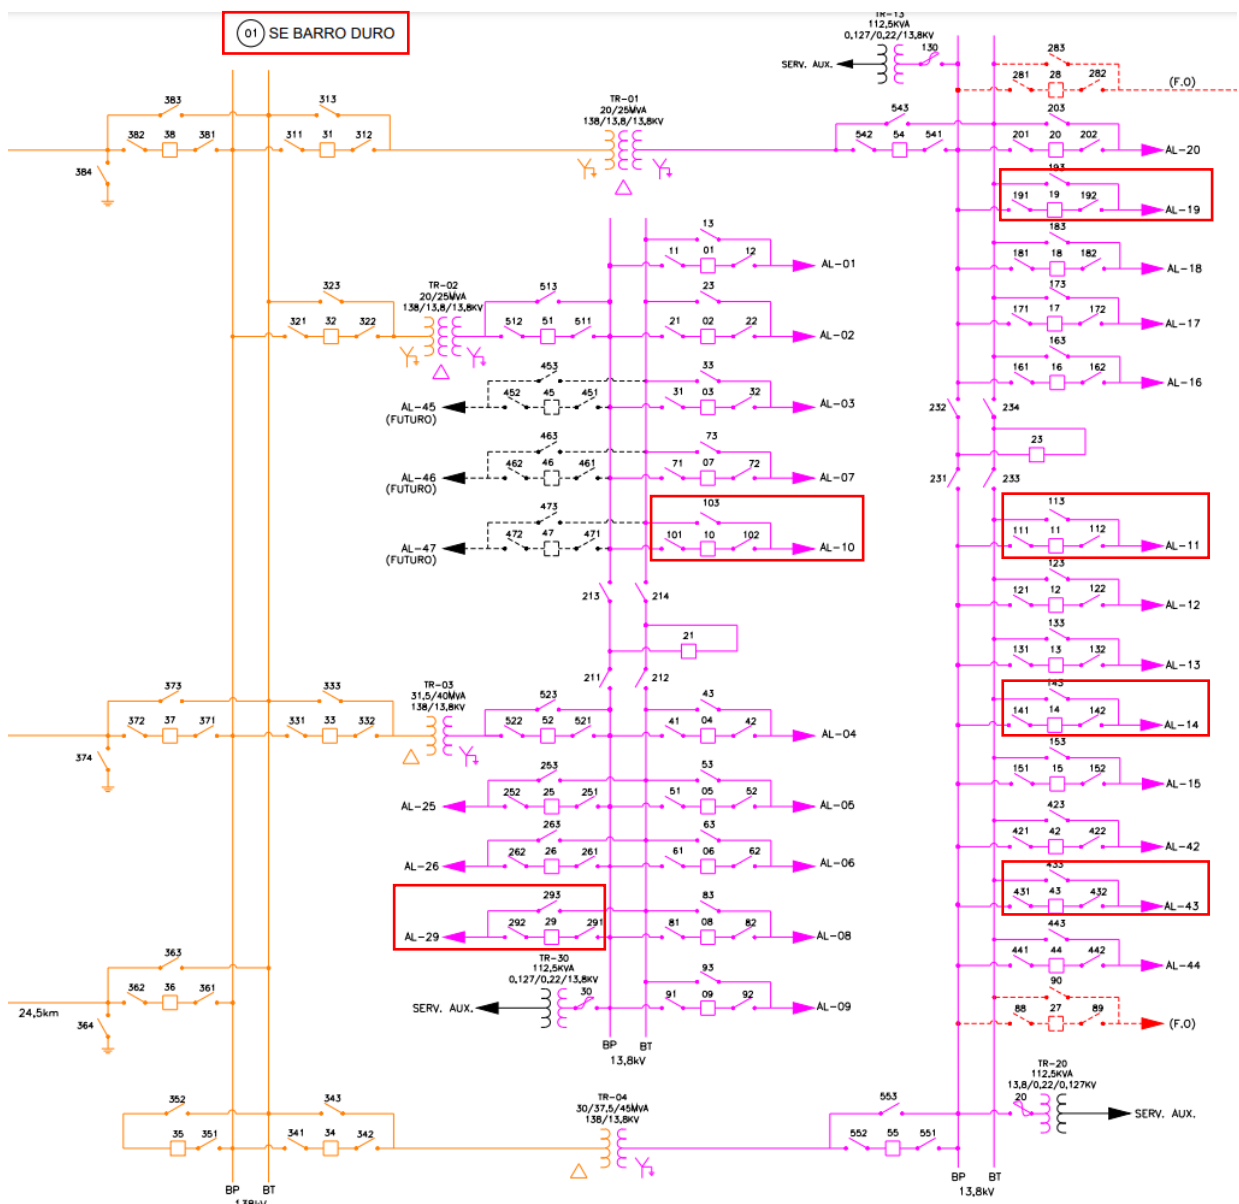 01 SE BARRO DURO
TR-13
112,5KVA
0,127/0,22/13,8KV
SERV. AUX.
130
283
281 28 282
(F.O)
383
313
382 38 381
311 31 312
384
TR-01
20/25MVA
138/13,8/13,8KV
543
542 54 541
203
201 20 202
AL-20
193
191 19 192
AL-19
183
181 18 182
AL-18
173
171 17 172
AL-17
163
161 16 162
AL-16
13
11 01 12
AL-01
323
321 32 322
TR-02
20/25MVA
138/13,8/13,8KV
513
512 51 511
23
21 02 22
AL-02
453
452 45 451
AL-45
(FUTURO)
33
31 03 32
AL-03
463
462 46 461
AL-46
(FUTURO)
73
71 07 72
AL-07
473
472 47 471
AL-47
(FUTURO)
103
101 10 102
AL-10
232 234
23
231 233
113
111 11 112
AL-11
123
121 12 122
AL-12
133
131 13 132
AL-13
143
141 14 142
AL-14
153
151 15 152
AL-15
423
421 42 422
AL-42
433
431 43 432
AL-43
443
441 44 442
AL-44
90
88 27 89
(F.O)
213 214
21
211 212
373
333
372 37 371
331 33 332
374
TR-03
31,5/40MVA
138/13,8KV
523
522 52 521
43
41 04 42
AL-04
253
252 25 251
AL-25
53
51 05 52
AL-05
263
262 26 261
AL-26
63
61 06 62
AL-06
293
292 29 291
AL-29
83
81 08 82
AL-08
TR-30
112,5KVA
0,127/0,22/13,8KV
SERV. AUX.
30
93
91 09 92
AL-09
BP BT
13,8kV
363
362 36 361
24,5km
364
352
343
35 351
341 34 342
TR-04
30/37,5/45MVA
138/13,8KV
553
552 55 551
TR-20
112,5KVA
13,8/0,22/0,127KV
20
SERV. AUX.
BP BT
138kV
BP BT
13,8kV